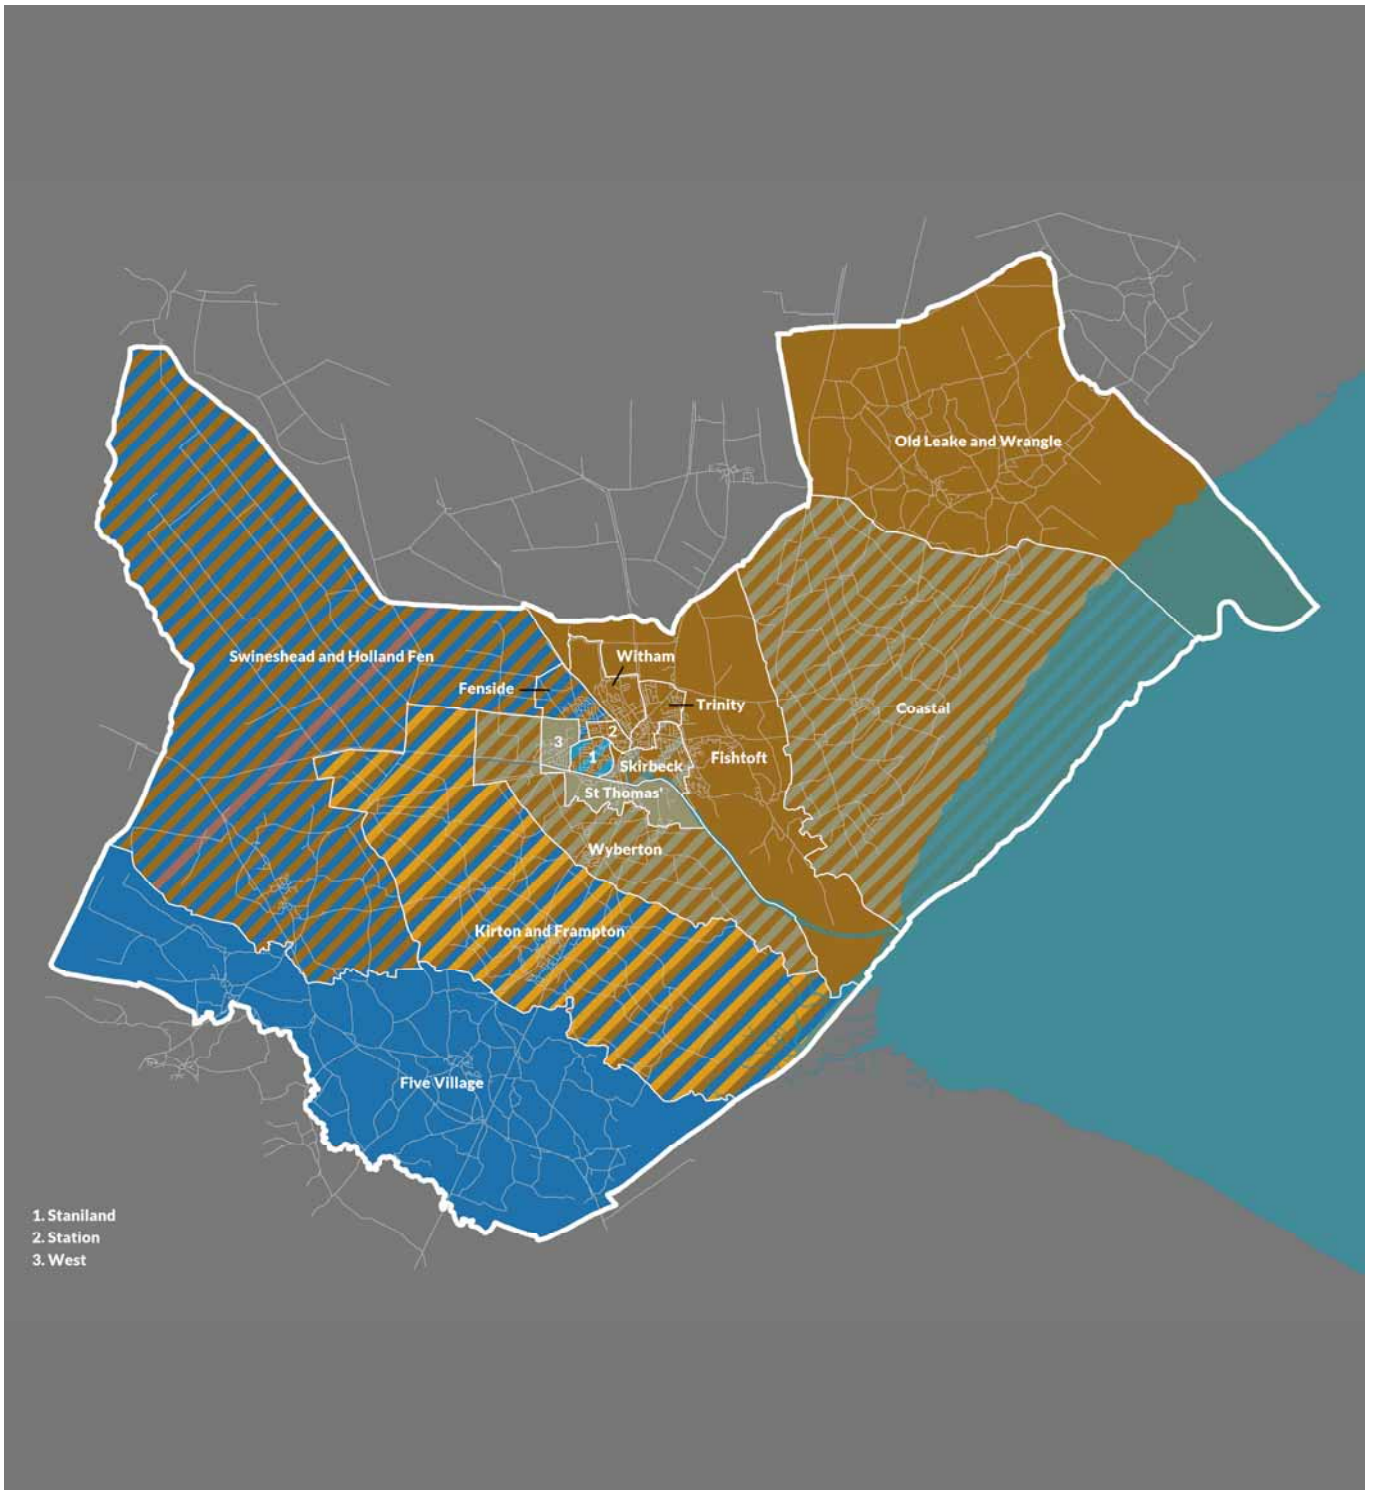 Old Leake and Wrangle
Swineshead and Holland Fen
Witham
Fenside
Trinity
Coastal
2
3
1
Fishtoft
Skirbeck
St Thomas'
Wyberton
Kirton and Frampton
Five Village
1. Staniland
2. Station
3. West